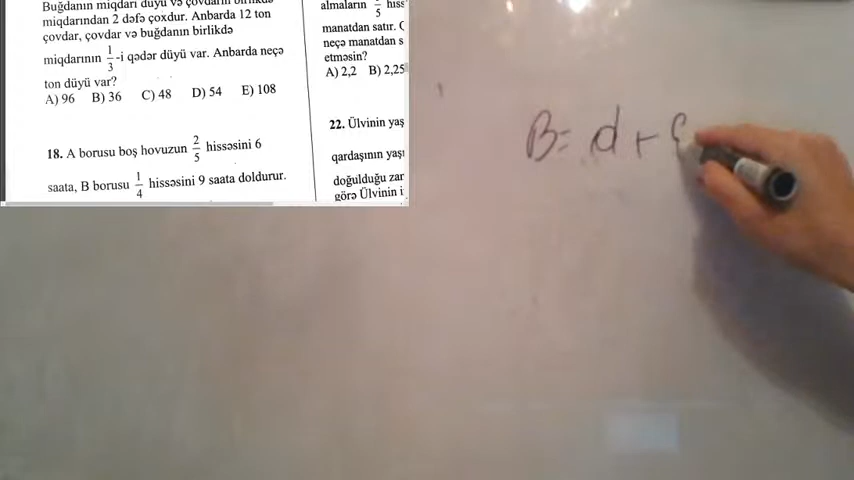 Buğdanın miqdarı düyü və çovdarın birlikdə
miqdarından 2 dəfə çoxdur. Anbarda 12 ton
çovdar, çovdar və buğdanın birlikdə
miqdarının 1/3-i qədər düyü var. Anbarda neçə
ton düyü var?
A) 96 B) 36 C) 48 D) 54 E) 108
18. A borusu boş hovuzun 2/5 hissəsini 6
saata, B borusu 1/4 hissəsini 9 saata doldurur.
almaların /5 hiss
manatdan satır.
neçə manatdan s
etməsin?
A) 2,2 B) 2,25
22. Ülvinin yaş
qardaşının yaşı
doğulduğu zar
görə Ülvinin i
B= d+